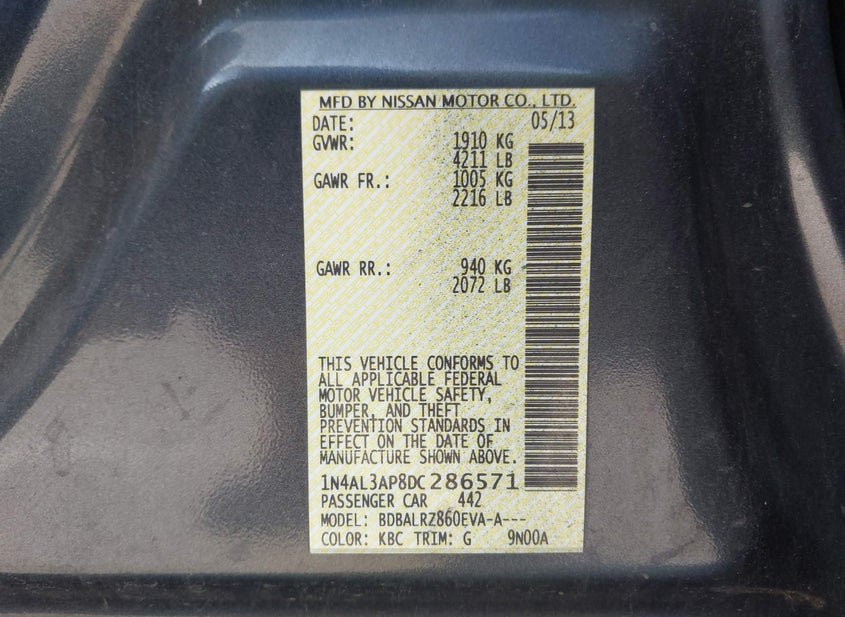 MFD BY NISSAN MOTOR CO., LTD.
DATE: 05/13
GVWR: 1910 KG
4211 LB
GAWR FR.: 1005 KG
2216 LB
GAWR RR.: 940 KG
2072 LB
THIS VEHICLE CONFORMS TO
ALL APPLICABLE FEDERAL
MOTOR VEHICLE SAFETY,
BUMPER, AND THEFT
PREVENTION STANDARDS IN
EFFECT ON THE DATE OF
MANUFACTURE SHOWN ABOVE.
1N4AL3AP8DC286571
PASSENGER CAR 442
MODEL: BDBALRZ860EVA-A---
COLOR: KBC TRIM: G 9N00A